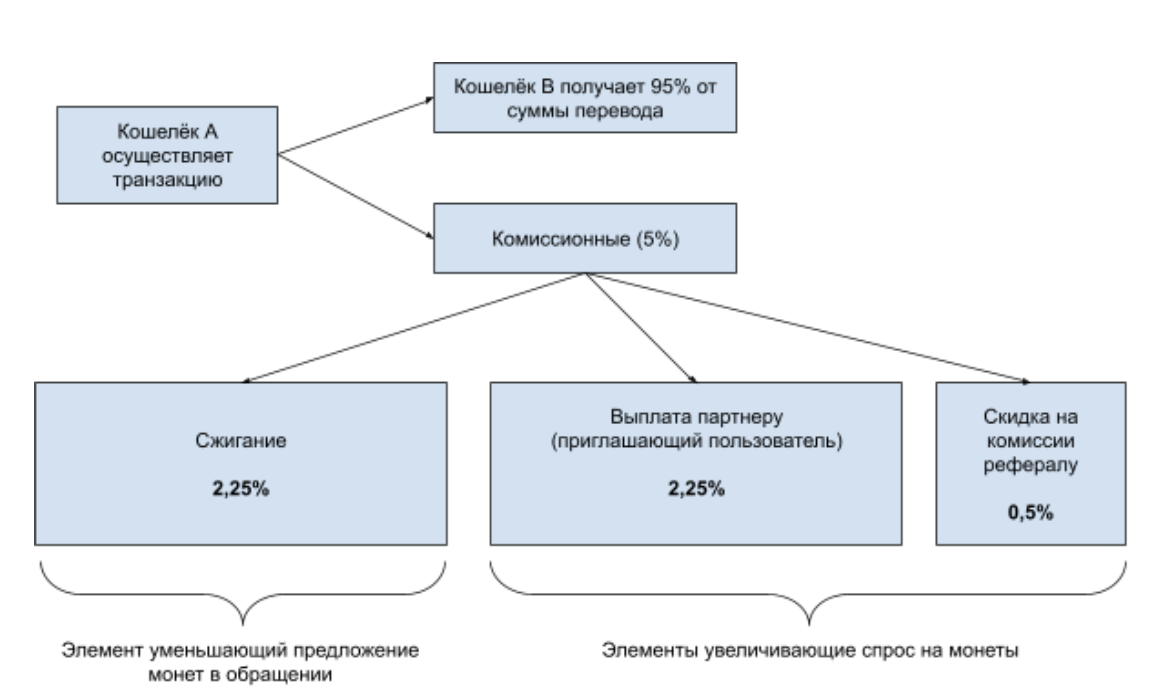 Кошелёк А
осуществляет
транзакцию
Кошелёк В получает 95% от
суммы перевода
Комиссионные (5%)
Сжигание
2,25%
Выплата партнеру
(приглашающий пользователь)
2,25%
Скидка на
комиссии
рефералу
0,5%
Элемент уменьшающий предложение
монет в обращении
Элементы увеличивающие спрос на монеты